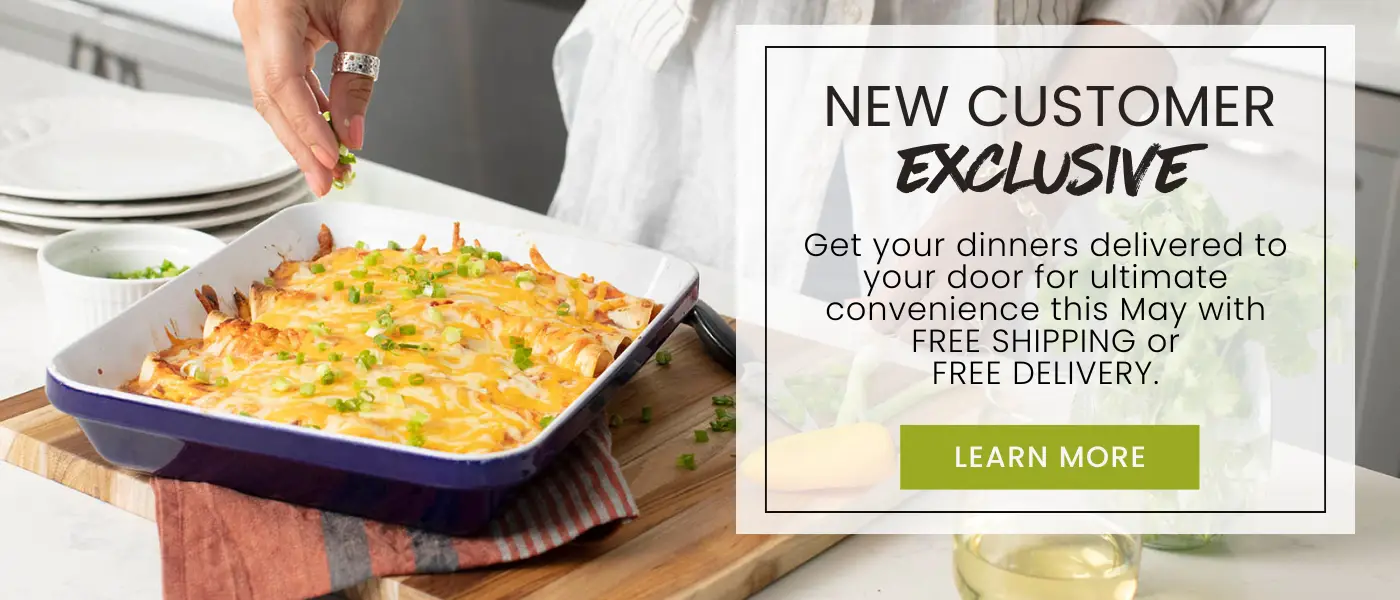 NEW CUSTOMER
EXCLUSIVE
Get your dinners delivered to
your door for ultimate
convenience this May with
FREE SHIPPING or
FREE DELIVERY.
LEARN MORE